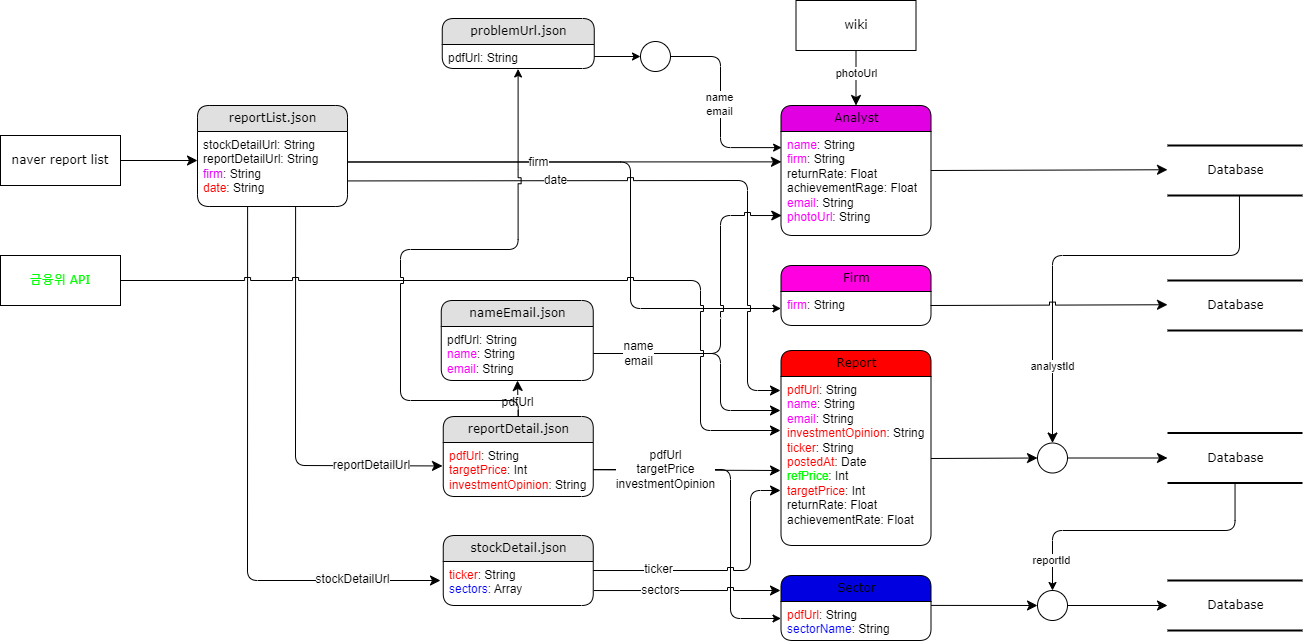 problemUrl.json
pdfUrl: String
wiki
photoUrl
name
email
reportList.json
stockDetailUrl: String
reportDetailUrl: String
firm: String
date: String
naver report list
firm
date
Analyst
name: String
firm: String
returnRate: Float
achievementRage: Float
email: String
photoUrl: String
Database
금융위 API
Firm
firm: String
Database
nameEmail.json
pdfUrl: String
name: String
email: String
name
email
pdfUrl
analystId
Report
pdfUrl: String
name: String
email: String
investmentOpinion: String
ticker: String
postedAt: Date
refPrice: Int
targetPrice: Int
returnRate: Float
achievementRate: Float
reportDetail.json
pdfUrl: String
targetPrice: Int
investmentOpinion: String
reportDetailUrl
pdfUrl
targetPrice
investmentOpinion
Database
stockDetail.json
ticker: String
sectors: Array
stockDetailUrl
ticker
sectors
reportId
Sector
pdfUrl: String
sectorName: String
Database